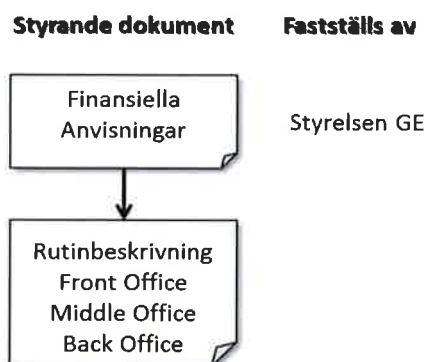 Styrande dokument Fastställs av
Finansiella
Anvisningar
Styrelsen GE
Rutinbeskrivning
Front Office
Middle Office
Back Office